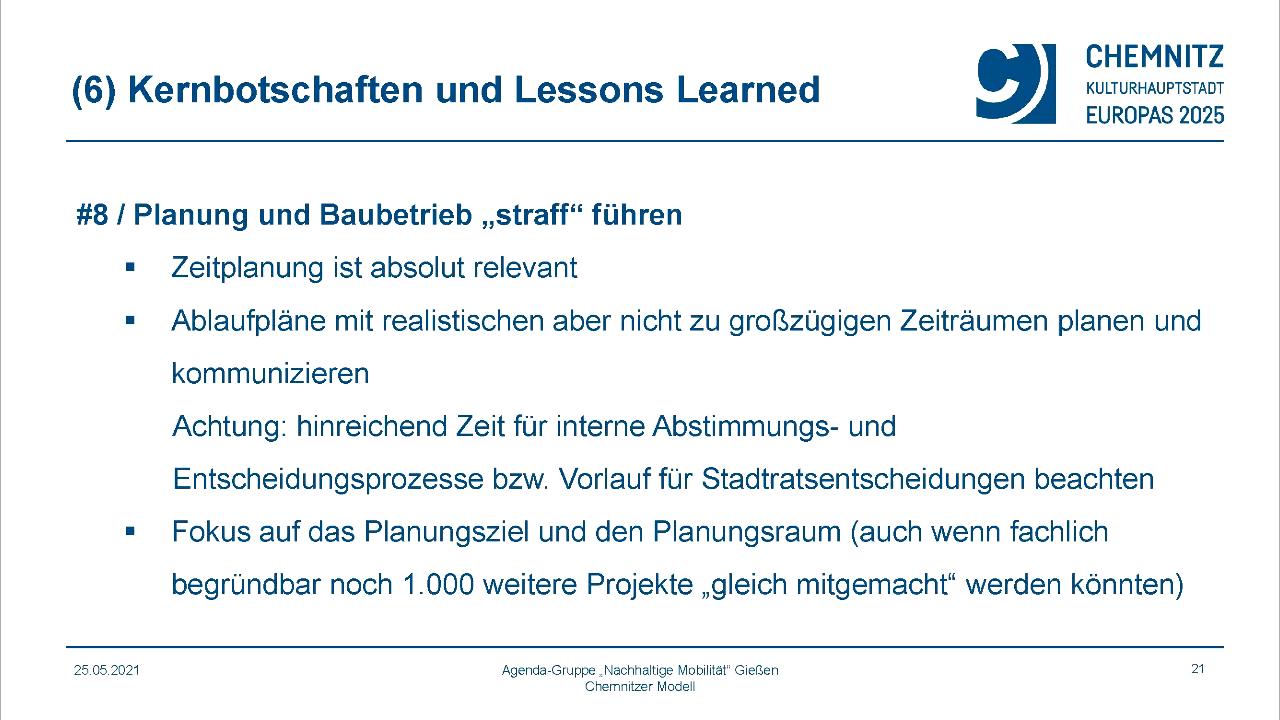 (6) Kernbotschaften und Lessons Learned
CHEMNITZ
KULTURHAUPTSTADT
EUROPAS 2025
#8 / Planung und Baubetrieb „straff“ führen
▪ Zeitplanung ist absolut relevant
▪ Ablaufpläne mit realistischen aber nicht zu großzügigen Zeiträumen planen und
kommunizieren
Achtung: hinreichend Zeit für interne Abstimmungs- und
Entscheidungsprozesse bzw. Vorlauf für Stadtratsentscheidungen beachten
▪ Fokus auf das Planungsziel und den Planungsraum (auch wenn fachlich
begründbar noch 1.000 weitere Projekte „gleich mitgemacht“ werden könnten)
25.05.2021
Agenda-Gruppe „Nachhaltige Mobilität“ Gießen
Chemnitzer Modell
21